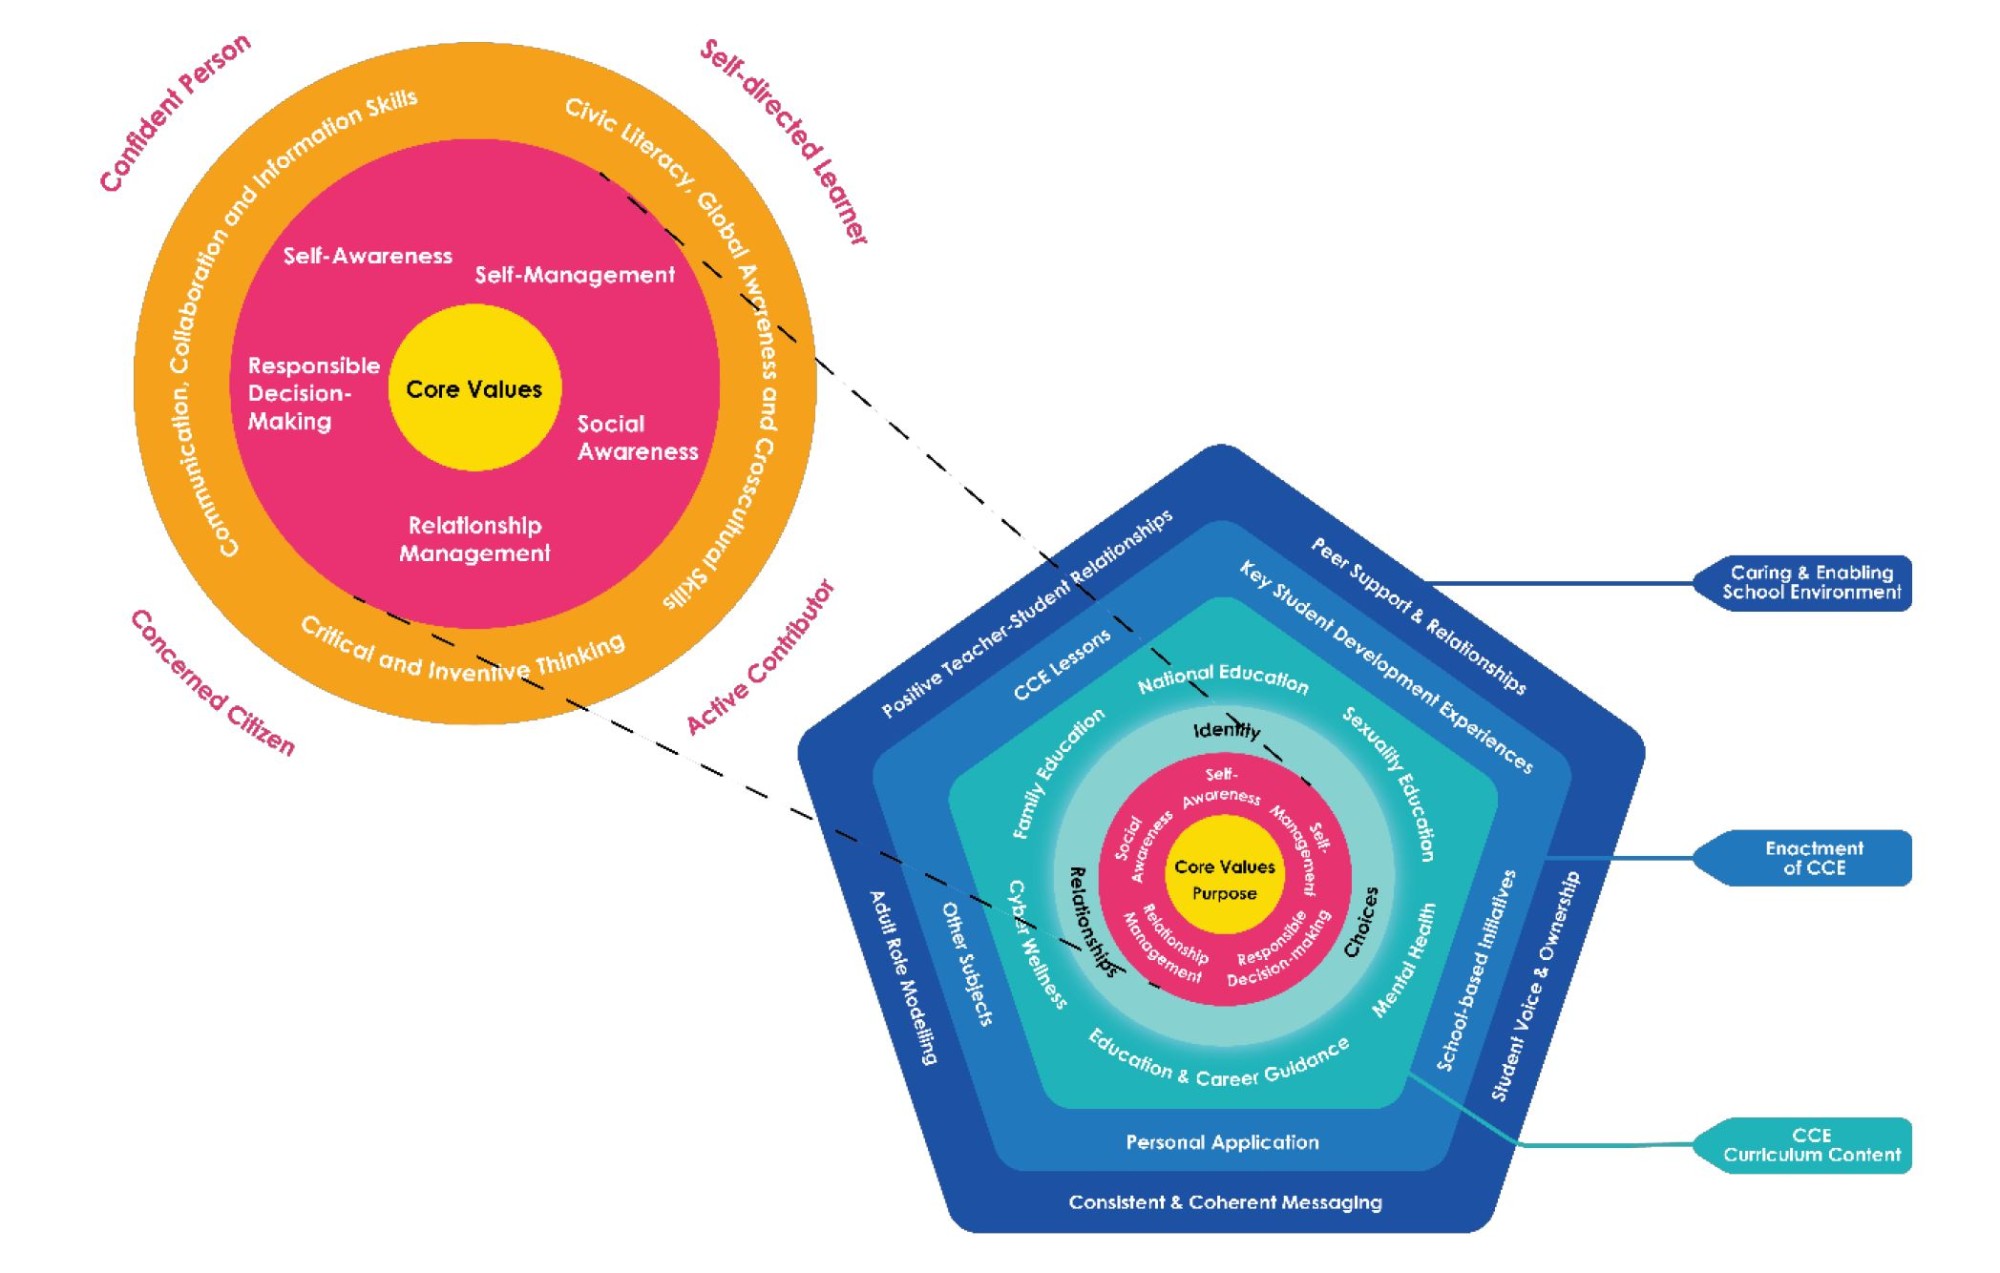 Confident Person
Self-directed Learner
Communication, Collaboration and Information Skills
Civic Literacy, Global Awareness and Crosscultural Skills
Critical and Inventive Thinking
Self-Awareness
Self-Management
Responsible
Decision-
Making
Core Values
Social
Awareness
Relationship
Management
Concerned Citizen
Active Contributor
Positive Teacher-Student Relationships
Peer Support & Relationships
Adult Role Modelling
Student Voice & Ownership
Consistent & Coherent Messaging
CCE Lessons
Key Student Development Experiences
Other Subjects
School-based Initiatives
Personal Application
National Education
Family Education
Sexuality Education
Cyber Wellness
Mental Health
Education & Career Guidance
Identity
Relationships
Choices
Self-
Awareness
Self-
Management
Social
Awareness
Relationship
Management
Responsible
Decision-making
Core Values
Purpose
Caring & Enabling
School Environment
Enactment
of CCE
CCE
Curriculum Content